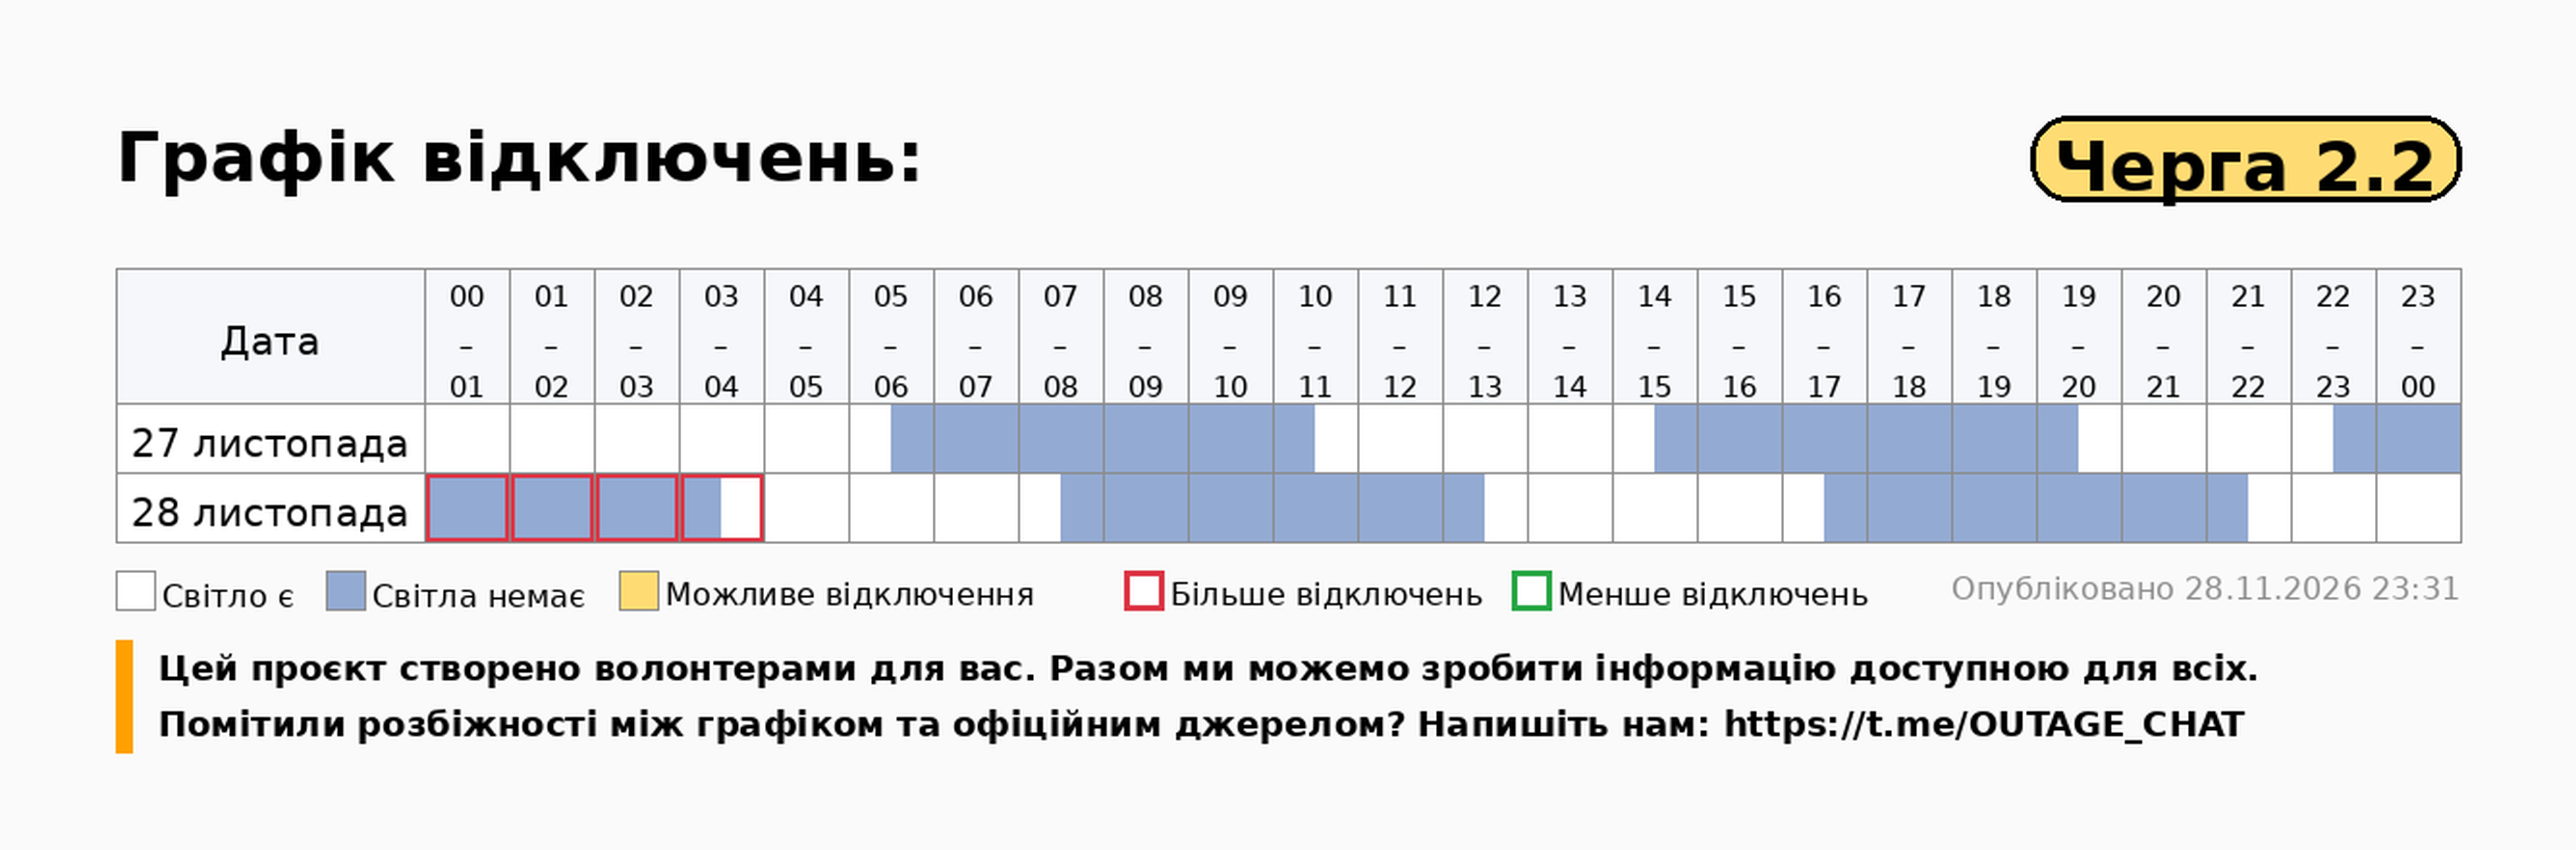 Графік відключень:
Черга 2.2
Дата
00 – 01
01 – 02
02 – 03
03 – 04
04 – 05
05 – 06
06 – 07
07 – 08
08 – 09
09 – 10
10 – 11
11 – 12
12 – 13
13 – 14
14 – 15
15 – 16
16 – 17
17 – 18
18 – 19
19 – 20
20 – 21
21 – 22
22 – 23
23 – 00
27 листопада
28 листопада
Світло є
Світла немає
Можливе відключення
Більше відключень
Менше відключень
Опубліковано 28.11.2026 23:31
Цей проєкт створено волонтерами для вас. Разом ми можемо зробити інформацію доступною для всіх.
Помітили розбіжності між графіком та офіційним джерелом? Напишіть нам: https://t.me/OUTAGE_CHAT